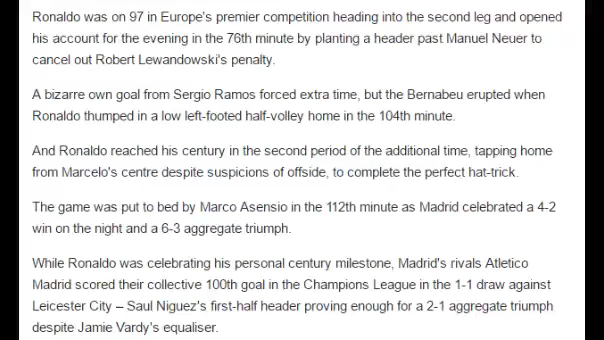 Ronaldo was on 97 in Europe's premier competition heading into the second leg and opened
his account for the evening in the 76th minute by planting a header past Manuel Neuer to
cancel out Robert Lewandowski's penalty.
A bizarre own goal from Sergio Ramos forced extra time, but the Bernabeu erupted when
Ronaldo thumped in a low left-footed half-volley home in the 104th minute.
And Ronaldo reached his century in the second period of the additional time, tapping home
from Marcelo's centre despite suspicions of offside, to complete the perfect hat-trick.
The game was put to bed by Marco Asensio in the 112th minute as Madrid celebrated a 4-2
win on the night and a 6-3 aggregate triumph.
While Ronaldo was celebrating his personal century milestone, Madrid's rivals Atletico
Madrid scored their collective 100th goal in the Champions League in the 1-1 draw against
Leicester City – Saul Niguez's first-half header proving enough for a 2-1 aggregate triumph
despite Jamie Vardy's equaliser.